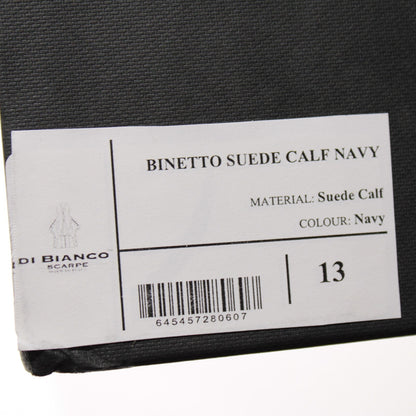 BINETTO SUEDE CALF NAVY
MATERIAL: Suede Calf
COLOUR: Navy
DI BIANCO
SCARPE
13
645457280607